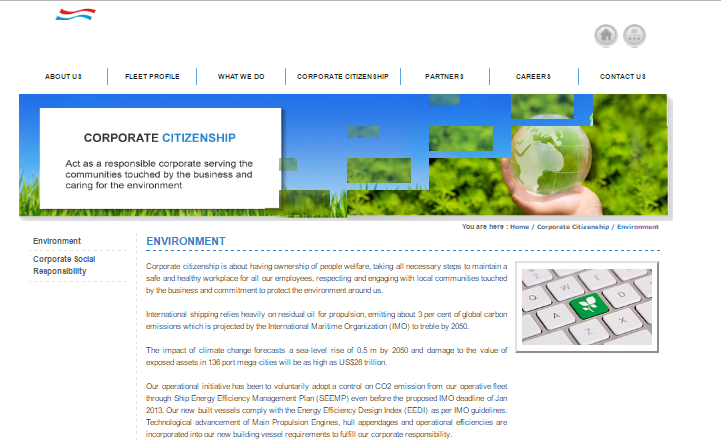 ABOUT US
FLEET PROFILE
WHAT WE DO
CORPORATE CITIZENSHIP
PARTNERS
CAREERS
CONTACT US
CORPORATE CITIZENSHIP
Act as a responsible corporate serving the
communities touched by the business and
caring for the environment
You are here : Home / Corporate Citizenship / Environment
Environment
Corporate Social
Responsibility
ENVIRONMENT
Corporate citizenship is about having ownership of people welfare, taking all necessary steps to maintain a
safe and healthy workplace for all our employees, respecting and engaging with local communities touched
by the business and commitment to protect the environment around us.
International shipping relies heavily on residual oil for propulsion, emitting about 3 per cent of global carbon
emissions which is projected by the International Maritime Organization (IMO) to treble by 2050.
The impact of climate change forecasts a sea-level rise of 0.5 m by 2050 and damage to the value of
exposed assets in 136 port mega-cities will be as high as US$28 trillion.
Our operational initiative has been to voluntarily adopt a control on CO2 emission from our operative fleet
through Ship Energy Efficiency Management Plan (SEEMP) even before the proposed IMO deadline of Jan
2013. Our new built vessels comply with the Energy Efficiency Design Index (EEDI) as per IMO guidelines.
Technological advancement of Main Propulsion Engines, hull appendages and operational efficiencies are
incorporated into our new building vessel requirements to fulfill our corporate responsibility.
Q W E
A D
Z X